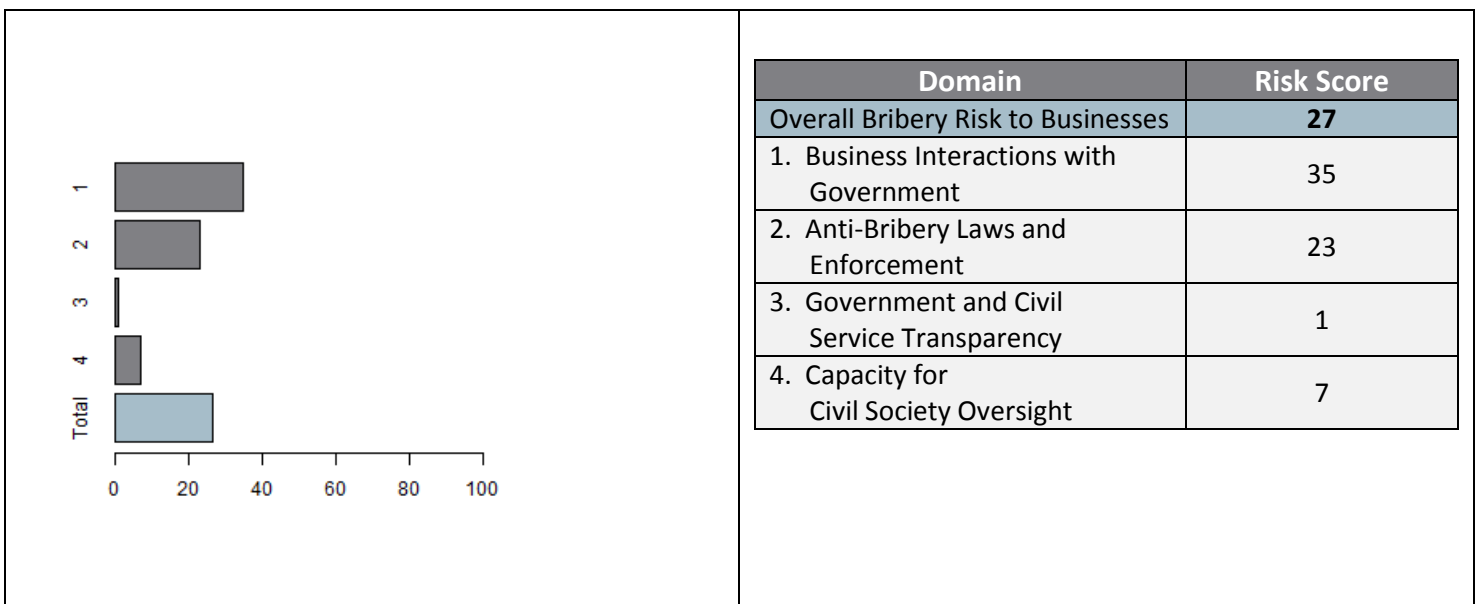 1
2
3
4
Total
0 20 40 60 80 100
Domain Risk Score
Overall Bribery Risk to Businesses 27
1. Business Interactions with
Government 35
2. Anti-Bribery Laws and
Enforcement 23
3. Government and Civil
Service Transparency 1
4. Capacity for
Civil Society Oversight 7